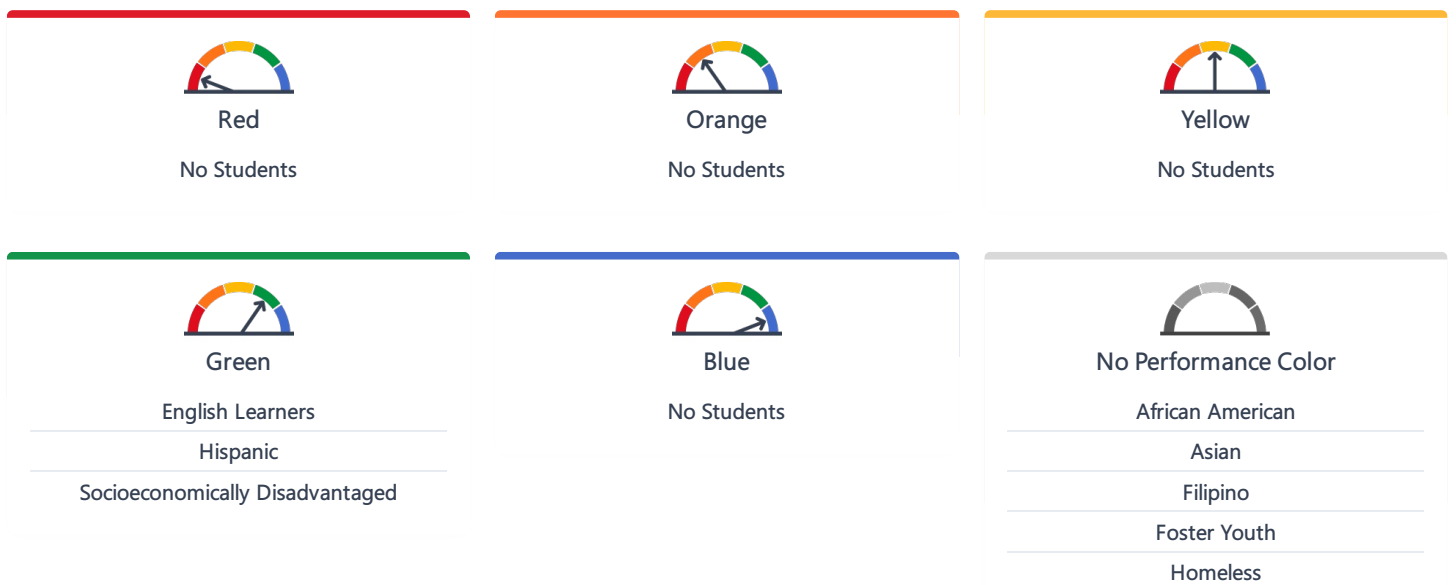 Red
No Students
Orange
No Students
Yellow
No Students
Green
English Learners
Hispanic
Socioeconomically Disadvantaged
Blue
No Students
No Performance Color
African American
Asian
Filipino
Foster Youth
Homeless